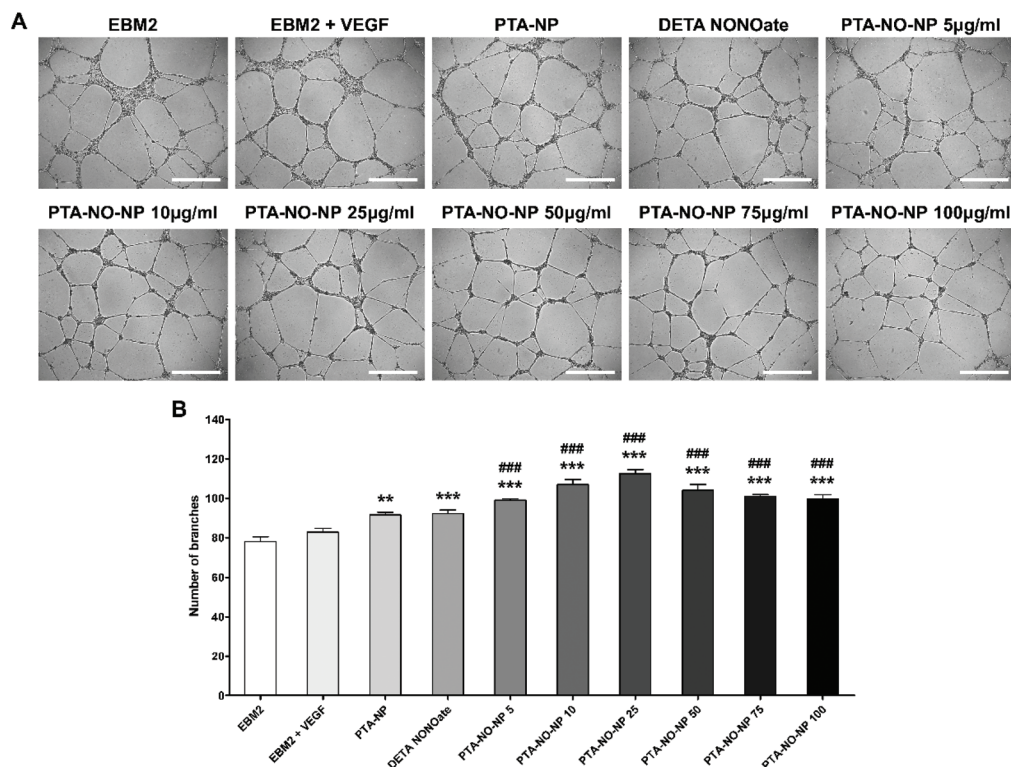 A
EBM2
EBM2 + VEGF
PTA-NP
DETA NONOate
PTA-NO-NP 5µg/ml
PTA-NO-NP 10µg/ml
PTA-NO-NP 25µg/ml
PTA-NO-NP 50µg/ml
PTA-NO-NP 75µg/ml
PTA-NO-NP 100µg/ml
B
Number of branches
140
120
100
80
60
40
20
0
**
***
###
***
###
***
###
***
###
***
###
***
###
***
EBM2
EBM2 + VEGF
PTA-NP
DETA NONOate
PTA-NO-NP 5
PTA-NO-NP 10
PTA-NO-NP 25
PTA-NO-NP 50
PTA-NO-NP 75
PTA-NO-NP 100